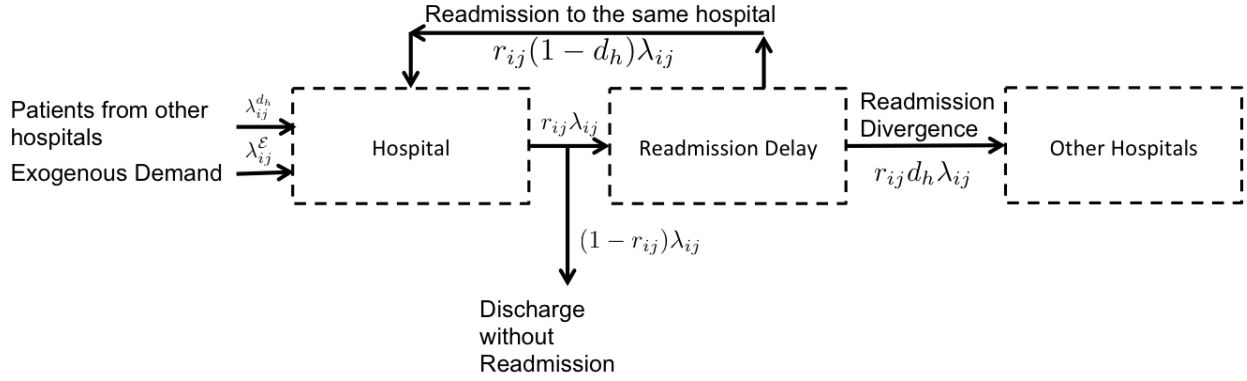 Readmission to the same hospital
r_{ij}(1 − d_h)λ_{ij}
Patients from other
hospitals
λ_{ij}^{d_h}
λ_{ij}^{ℰ}
Exogenous Demand
Hospital
r_{ij}λ_{ij}
Readmission Delay
Readmission
Divergence
r_{ij}d_hλ_{ij}
Other Hospitals
(1 − r_{ij})λ_{ij}
Discharge
without
Readmission